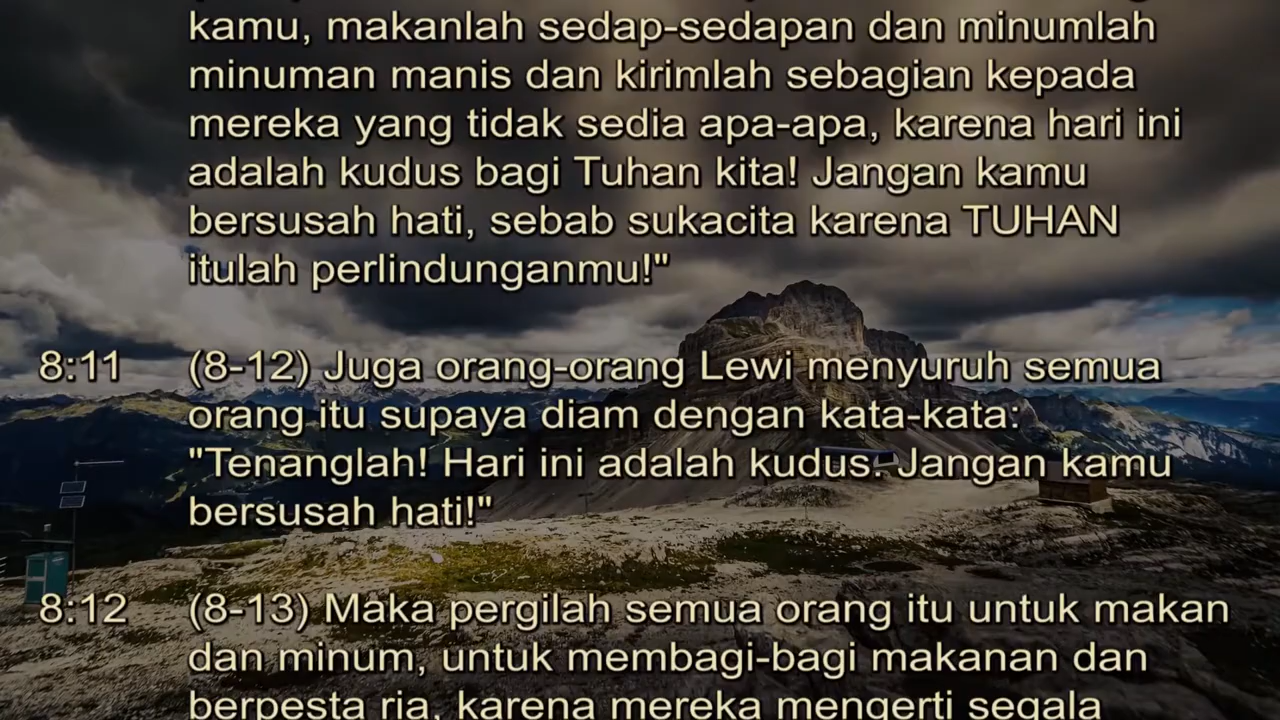 kamu, makanlah sedap-sedapan dan minumlah
minuman manis dan kirimlah sebagian kepada
mereka yang tidak sedia apa-apa, karena hari ini
adalah kudus bagi Tuhan kita! Jangan kamu
bersusah hati, sebab sukacita karena TUHAN
itulah perlindunganmu!"
8:11 (8-12) Juga orang-orang Lewi menyuruh semua
orang itu supaya diam dengan kata-kata:
"Tenanglah! Hari ini adalah kudus. Jangan kamu
bersusah hati!"
8:12 (8-13) Maka pergilah semua orang itu untuk makan
dan minum, untuk membagi-bagi makanan dan
berpesta ria, karena mereka mengerti segala